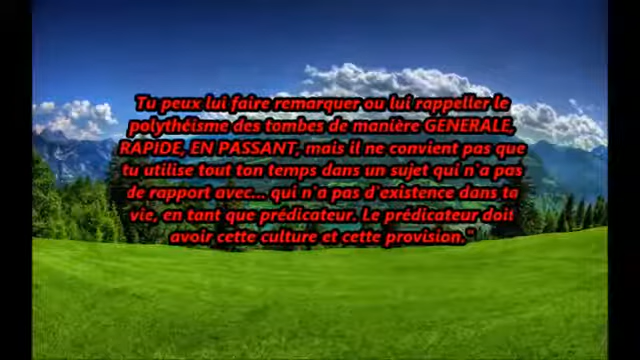 Tu peux lui faire remarquer ou lui rappeller le
polythéisme des tombes de manière GENERALE,
RAPIDE, EN PASSANT, mais il ne convient pas que
tu utilise tout ton temps dans un sujet qui n'a pas
de rapport avec... qui n'a pas d'existence dans ta
vie, en tant que prédicateur. Le prédicateur doit
avoir cette culture et cette provision."